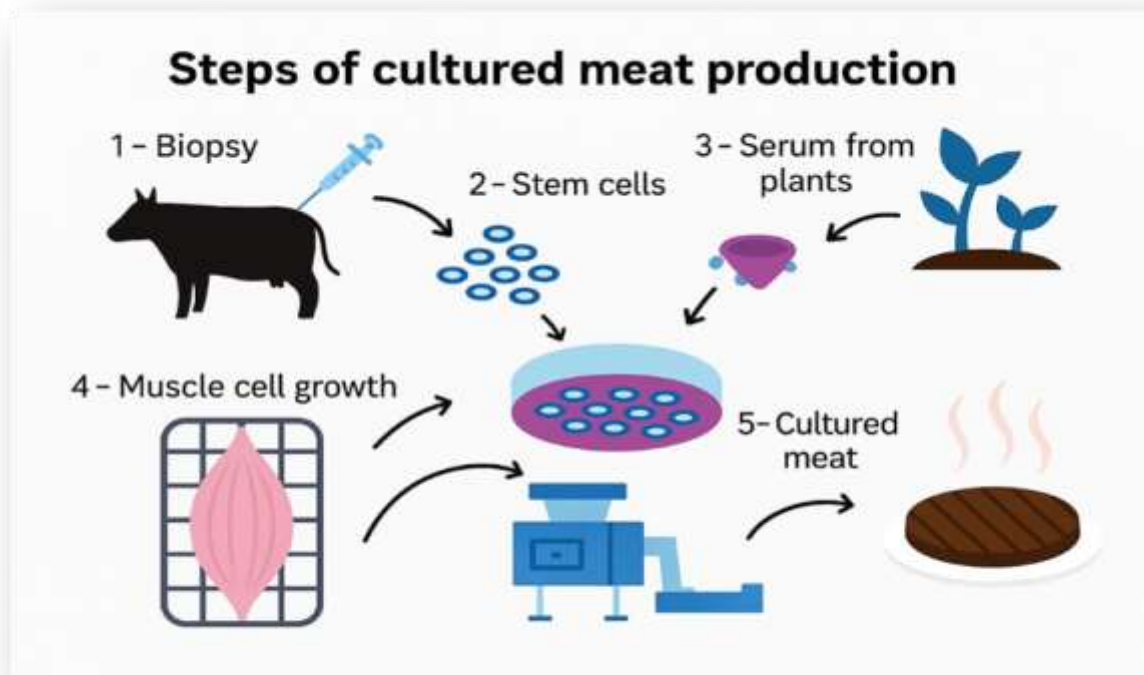 Steps of cultured meat production
1 – Biopsy
2 – Stem cells
3 – Serum from
plants
4 – Muscle cell growth
5- Cultured
meat